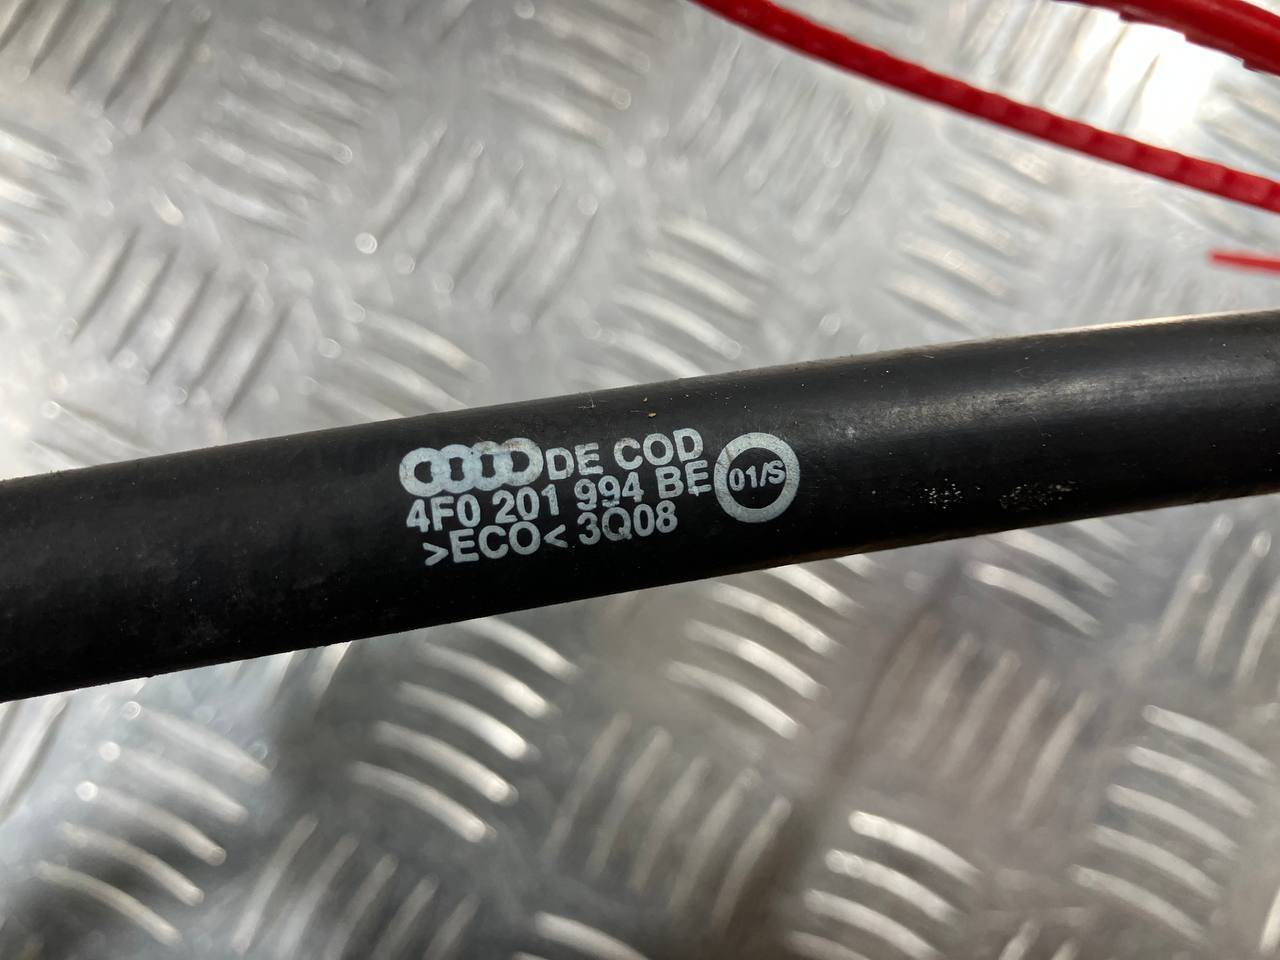 DE COD
4F0 201 994 BE
>ECO< 3Q08
01/S